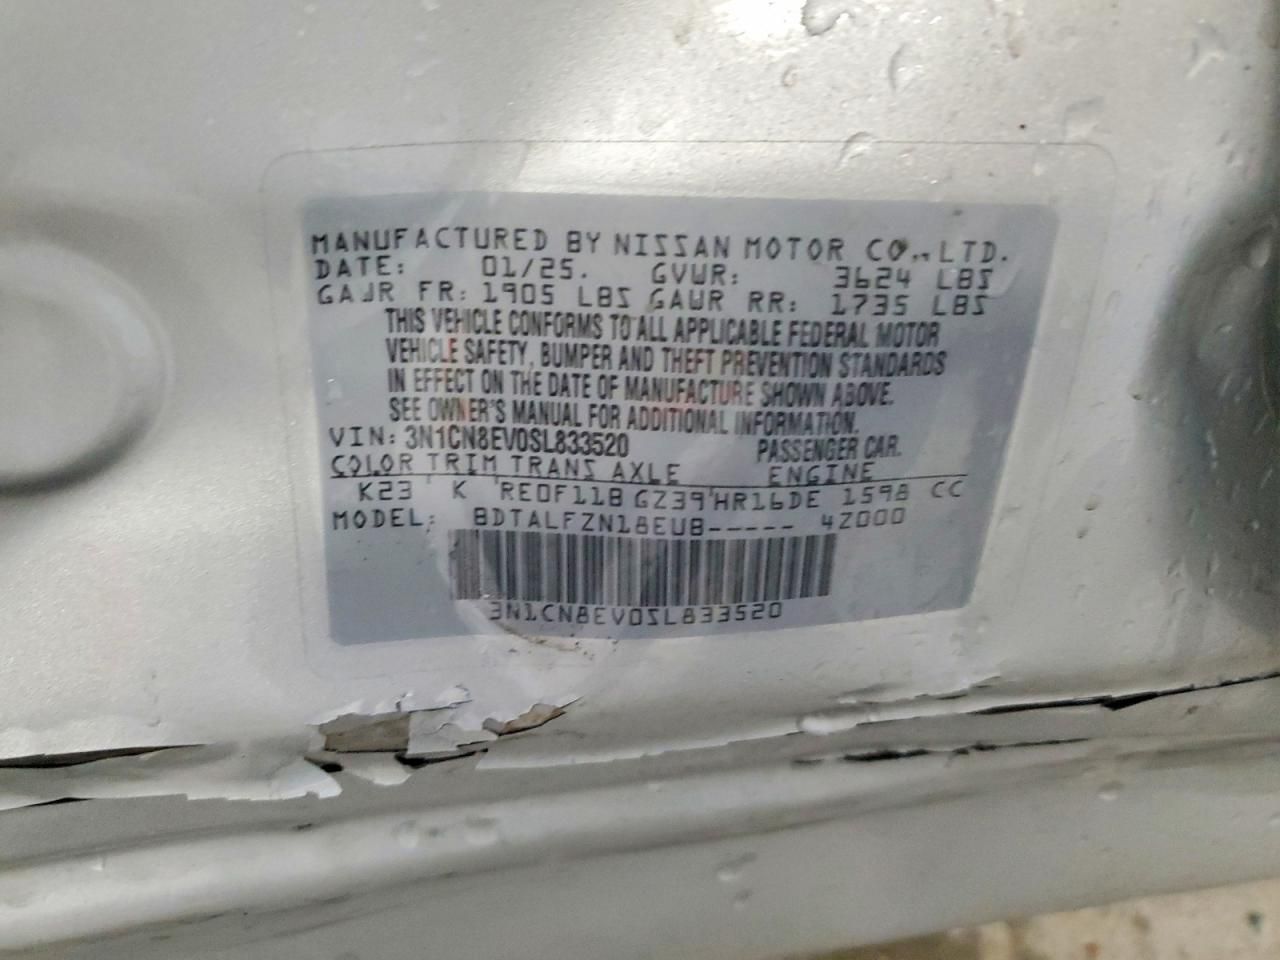 MANUFACTURED BY NISSAN MOTOR CO., LTD.
DATE: 01/25. GVWR: 3624 LBS
GAWR FR: 1905 LBS GAWR RR: 1735 LBS
THIS VEHICLE CONFORMS TO ALL APPLICABLE FEDERAL MOTOR
VEHICLE SAFETY, BUMPER AND THEFT PREVENTION STANDARDS
IN EFFECT ON THE DATE OF MANUFACTURE SHOWN ABOVE.
SEE OWNER'S MANUAL FOR ADDITIONAL INFORMATION.
VIN: 3N1CN8EV0SL833520 PASSENGER CAR.
COLOR TRIM TRANS AXLE ENGINE
K23 K RE0F11B GZ39 HR16DE 1598 CC
MODEL: BDTALFZN18EUB----- 4Z000
3N1CN8EV0SL833520